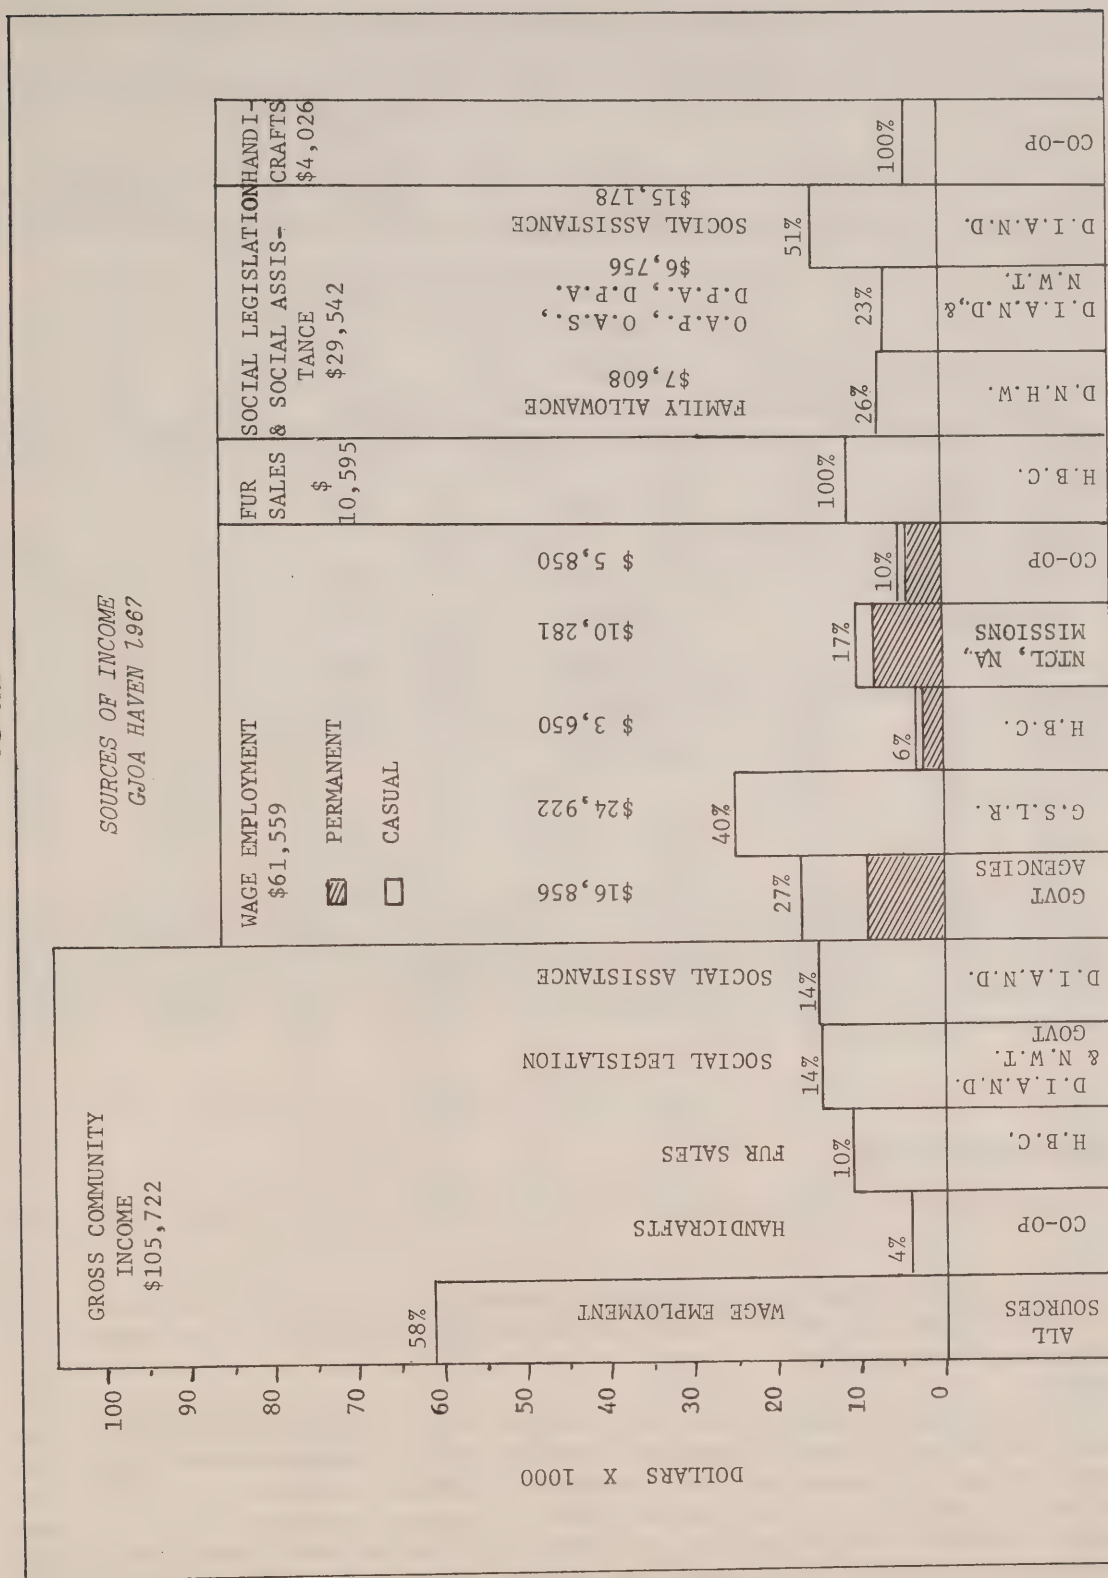 SOURCES OF INCOME
GJOA HAVEN 1967
GROSS COMMUNITY
INCOME
$105,722
WAGE EMPLOYMENT
$61,559
PERMANENT
CASUAL
FUR
SALES
$
10,595
SOCIAL LEGISLATION
& SOCIAL ASSIS-
TANCE
$29,542
HANDI-
CRAFTS
$4,026
DOLLARS X 1000
100
90
80
70
60
50
40
30
20
10
0
58%
WAGE EMPLOYMENT
ALL
SOURCES
4%
HANDICRAFTS
CO-OP
10%
FUR SALES
H.B.C.
14%
SOCIAL LEGISLATION
D.I.A.N.D.
& N.W.T.
GOVT
14%
SOCIAL ASSISTANCE
D.I.A.N.D.
27%
$16,856
GOVT
AGENCIES
40%
$24,922
G.S.L.R.
6%
$ 3,650
H.B.C.
17%
$10,281
NTCL, NA,
MISSIONS
10%
$ 5,850
CO-OP
100%
H.B.C.
26%
FAMILY ALLOWANCE
$7,608
D.N.H.W.
23%
O.A.P., O.A.S.,
D.P.A., D.P.A.
$6,756
D.I.A.N.D,&
N.W.T.
51%
SOCIAL ASSISTANCE
$15,178
D.I.A.N.D.
100%
CO-OP